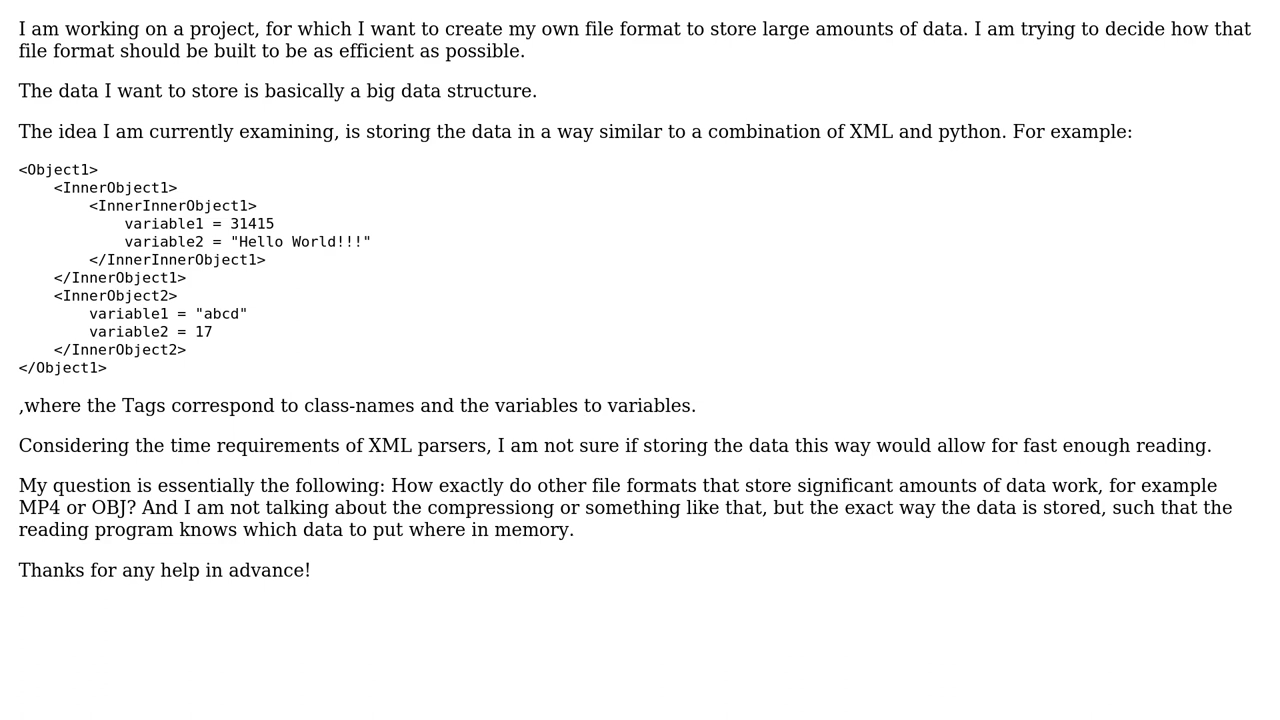 I am working on a project, for which I want to create my own file format to store large amounts of data. I am trying to decide how that
file format should be built to be as efficient as possible.
The data I want to store is basically a big data structure.
The idea I am currently examining, is storing the data in a way similar to a combination of XML and python. For example:
<Object1>
    <InnerObject1>
        <InnerInnerObject1>
            variable1 = 31415
            variable2 = "Hello World!!!"
        </InnerInnerObject1>
    </InnerObject1>
    <InnerObject2>
        variable1 = "abcd"
        variable2 = 17
    </InnerObject2>
</Object1>
,where the Tags correspond to class-names and the variables to variables.
Considering the time requirements of XML parsers, I am not sure if storing the data this way would allow for fast enough reading.
My question is essentially the following: How exactly do other file formats that store significant amounts of data work, for example
MP4 or OBJ? And I am not talking about the compressiong or something like that, but the exact way the data is stored, such that the
reading program knows which data to put where in memory.
Thanks for any help in advance!